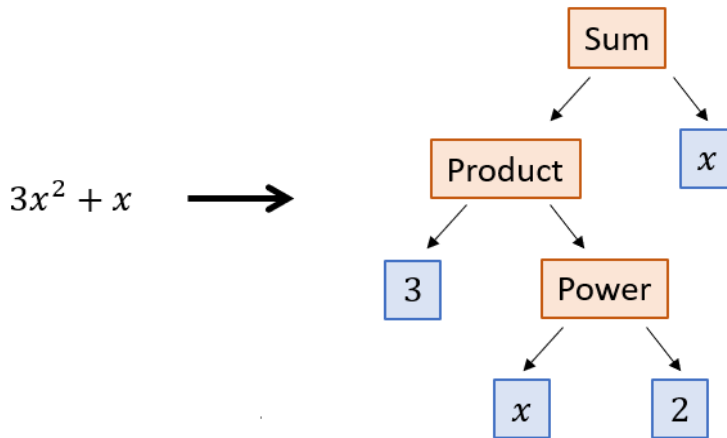 Sum
Product
x
3x² + x
3
Power
x
2